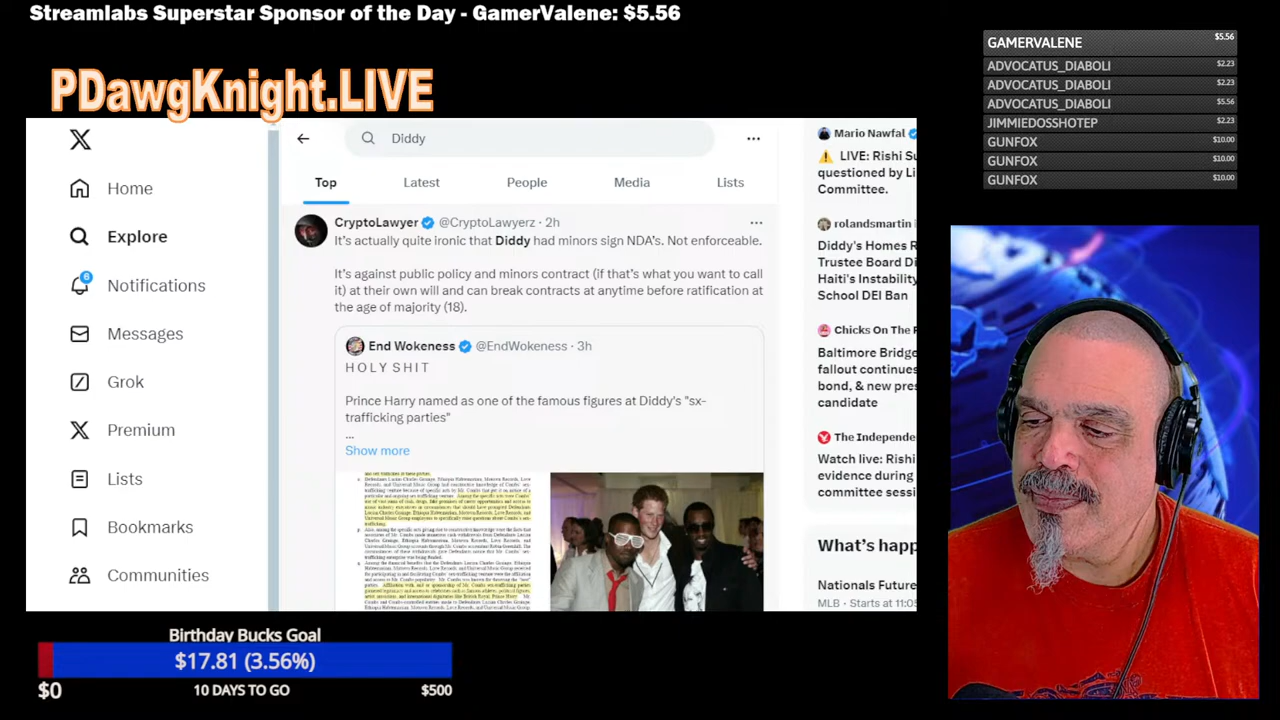 Streamlabs Superstar Sponsor of the Day - GamerValene: $5.56
PDawgKnight.LIVE
GAMERVALENE $5.56
ADVOCATUS_DIABOLI $2.23
ADVOCATUS_DIABOLI $2.23
ADVOCATUS_DIABOLI $5.56
JIMMIEDOSSHOTEP $2.23
GUNFOX $10.00
GUNFOX $10.00
GUNFOX $10.00
Home
Explore
6
Notifications
Messages
Grok
Premium
Lists
Bookmarks
Communities
Diddy
Top Latest People Media Lists
CryptoLawyer @CryptoLawyerz · 2h
It's actually quite ironic that Diddy had minors sign NDA's. Not enforceable.
It's against public policy and minors contract (if that's what you want to call
it) at their own will and can break contracts at anytime before ratification at
the age of majority (18).
End Wokeness @EndWokeness · 3h
H O L Y S H I T
Prince Harry named as one of the famous figures at Diddy's "sx-
trafficking parties"
...
Show more
Mario Nawfal
LIVE: Rishi Su
questioned by Li
Committee.
rolandsmartin
Diddy's Homes R
Trustee Board Di
Haiti's Instability
School DEI Ban
Chicks On The R
Baltimore Bridge
fallout continues
bond, & new pres
candidate
The Independe
Watch live: Rishi
evidence during
committee sessi
What's happ
Nationals Future
MLB · Starts at 11:05
Birthday Bucks Goal
$17.81 (3.56%)
$0 10 DAYS TO GO $500